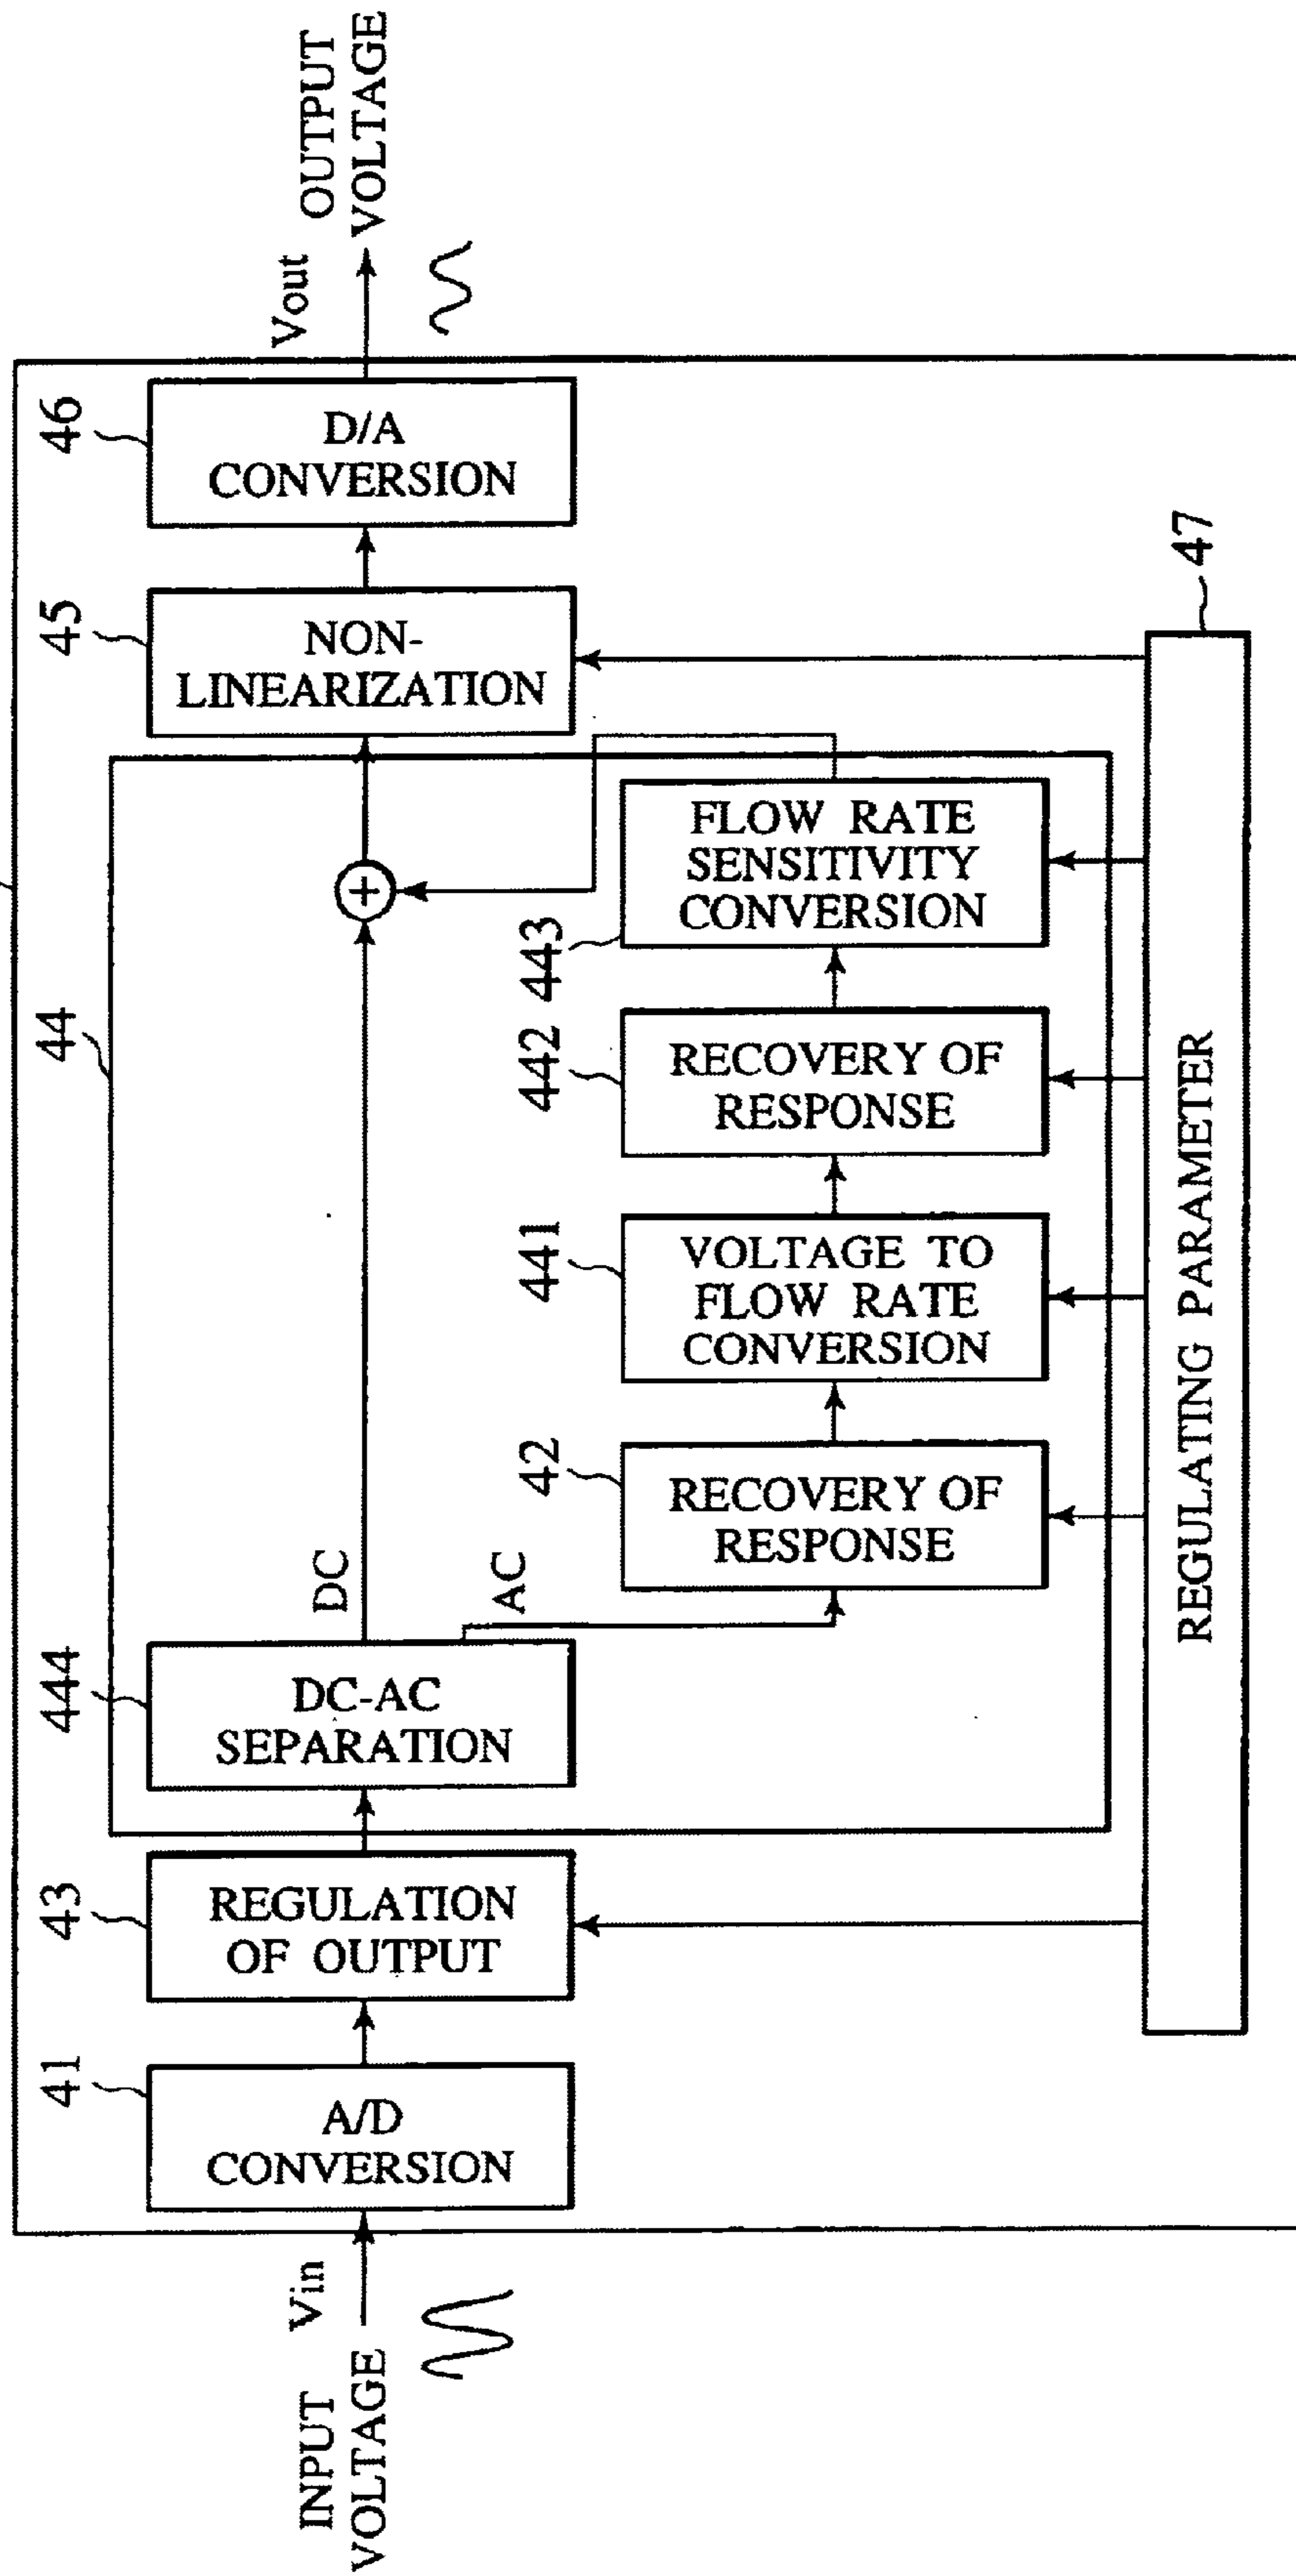 INPUT
VOLTAGE
Vin
41
A/D
CONVERSION
43
REGULATION
OF OUTPUT
44
444
DC-AC
SEPARATION
DC
AC
42
RECOVERY OF
RESPONSE
441
VOLTAGE TO
FLOW RATE
CONVERSION
442
RECOVERY OF
RESPONSE
443
FLOW RATE
SENSITIVITY
CONVERSION
+
45
NON-
LINEARIZATION
46
D/A
CONVERSION
Vout
OUTPUT
VOLTAGE
REGULATING PARAMETER
47